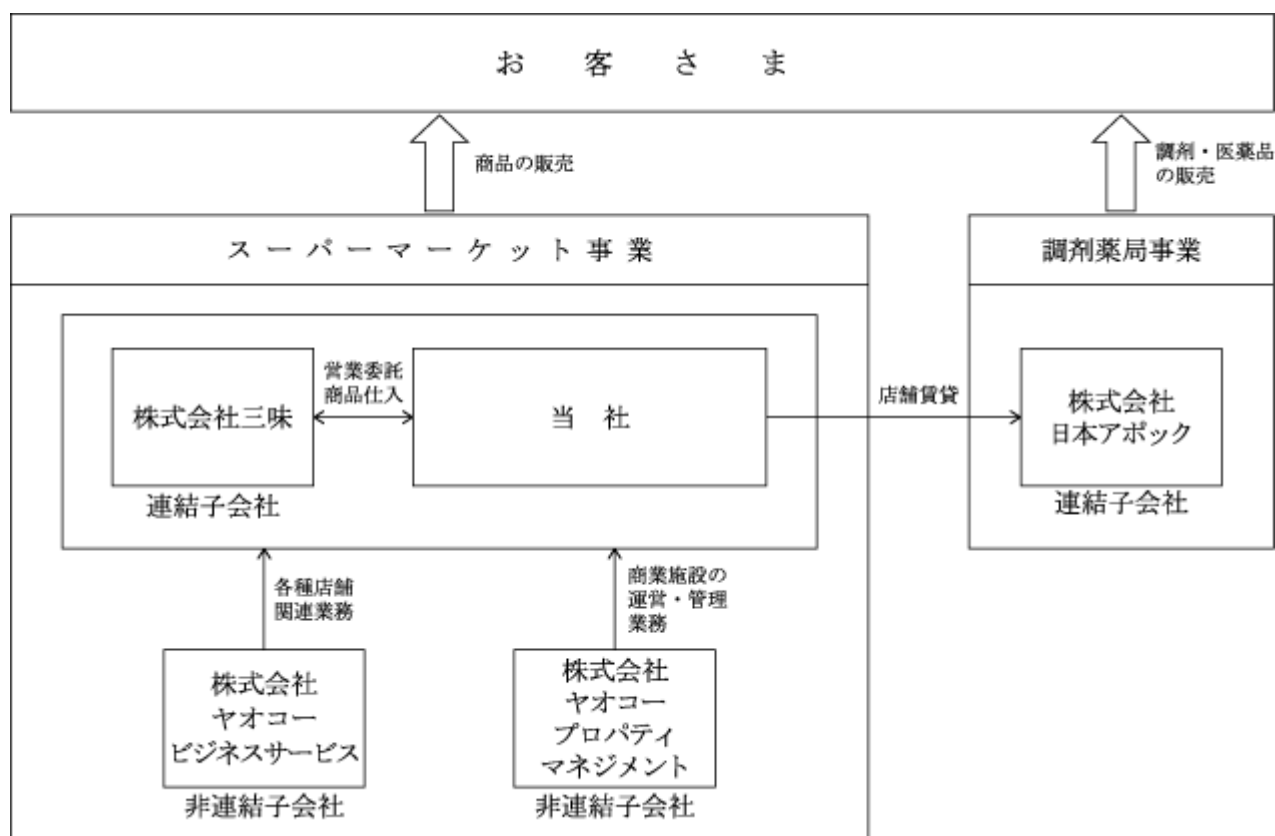 お客さま
商品の販売
調剤・医薬品
の販売
スーパーマーケット事業
調剤薬局事業
株式会社三味
営業委託
商品仕入
当社
店舗賃貸
株式会社
日本アポック
連結子会社
連結子会社
各種店舗
関連業務
商業施設の
運営・管理
業務
株式会社
ヤオコー
ビジネスサービス
株式会社
ヤオコー
プロパティ
マネジメント
非連結子会社
非連結子会社